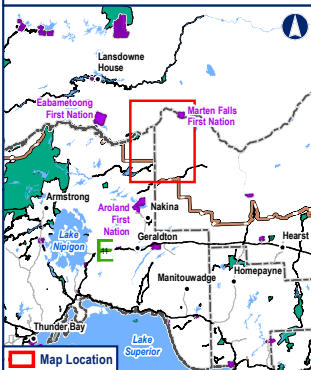 Lansdowne
House
Eabametoong
First Nation
Marten Falls
First Nation
Armstrong
Aroland
First
Nation
Nakina
Lake
Nipigon
Geraldton
Hearst
Manitouwadge
Homepayne
Thunder Bay
Lake
Superior
Map Location